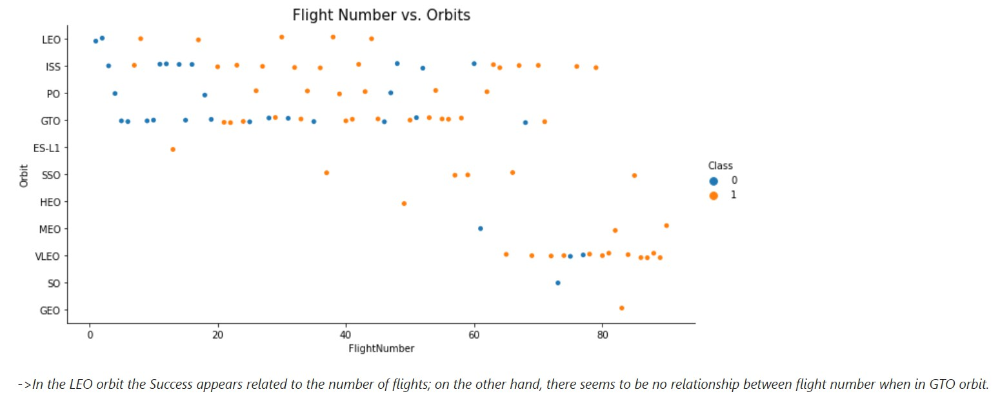 Flight Number vs. Orbits
LEO
ISS
PO
GTO
ES-L1
SSO
HEO
MEO
VLEO
SO
GEO
Orbit
0
20
40
60
80
FlightNumber
Class
0
1
->In the LEO orbit the Success appears related to the number of flights; on the other hand, there seems to be no relationship between flight number when in GTO orbit.